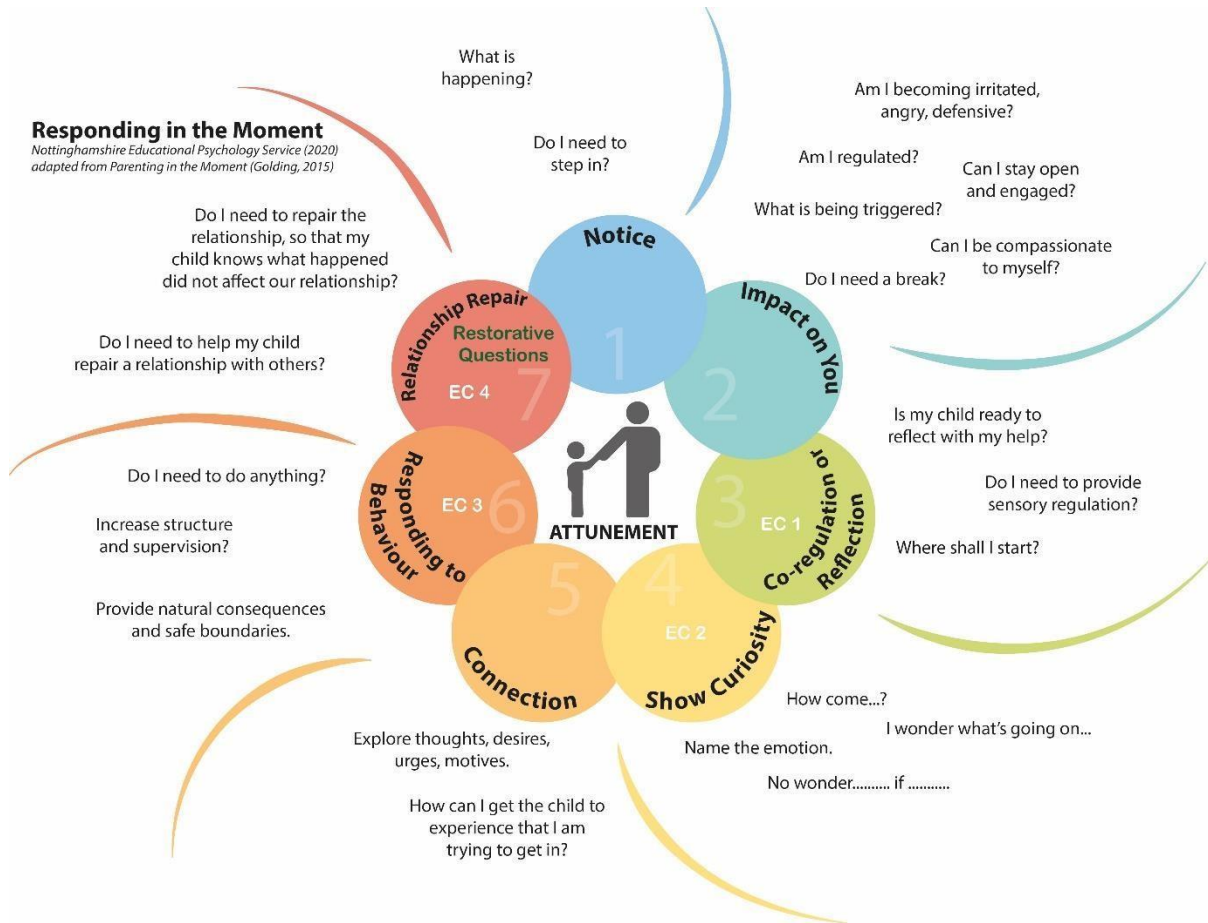 Responding in the Moment
Nottinghamshire Educational Psychology Service (2020)
adapted from Parenting in the Moment (Golding, 2015)
What is
happening?
Do I need to
step in?
Notice
1
Am I becoming irritated,
angry, defensive?
Am I regulated?
Can I stay open
and engaged?
What is being triggered?
Can I be compassionate
to myself?
Do I need a break?
Impact on You
2
Is my child ready to
reflect with my help?
Do I need to provide
sensory regulation?
Where shall I start?
3
EC 1
Co-regulation or
Reflection
4
EC 2
Show Curiosity
How come...?
I wonder what's going on...
Name the emotion.
No wonder.......... if ...........
5
Connection
Explore thoughts, desires,
urges, motives.
How can I get the child to
experience that I am
trying to get in?
6
EC 3
Responding to
Behaviour
Do I need to do anything?
Increase structure
and supervision?
Provide natural consequences
and safe boundaries.
Relationship Repair
Restorative
Questions
EC 4
7
Do I need to repair the
relationship, so that my
child knows what happened
did not affect our relationship?
Do I need to help my child
repair a relationship with others?
ATTUNEMENT